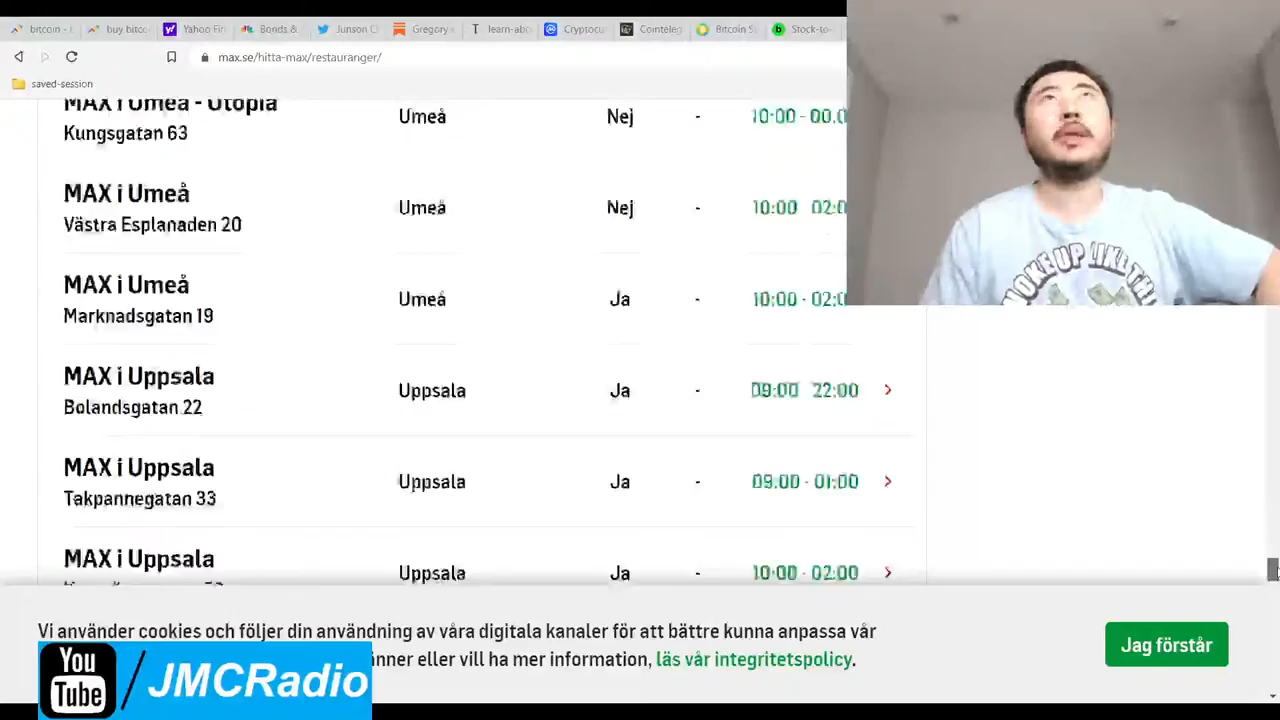 bitcoin -
buy bitco
Yahoo Fin
Bonds &
Junson C
Gregory
learn-abo
Cryptocu
Cointeleg
Bitcoin S
Stock-to-
max.se/hitta-max/restauranger/
saved-session
MAX i Umeå - Utopia
Kungsgatan 63
Umeå
Nej
-
10:00 - 00:0
MAX i Umeå
Västra Esplanaden 20
Umeå
Nej
-
10:00 02:0
MAX i Umeå
Marknadsgatan 19
Umeå
Ja
-
10:00 - 02:0
MAX i Uppsala
Bolandsgatan 22
Uppsala
Ja
-
09:00 22:00
MAX i Uppsala
Takpannegatan 33
Uppsala
Ja
-
09:00 - 01:00
MAX i Uppsala
Uppsala
Ja
-
10:00 - 02:00
Vi använder cookies och följer din användning av våra digitala kanaler för att bättre kunna anpassa vår
änner eller vill ha mer information, läs vår integritetspolicy.
Jag förstår
You
Tube
/JMCRadio